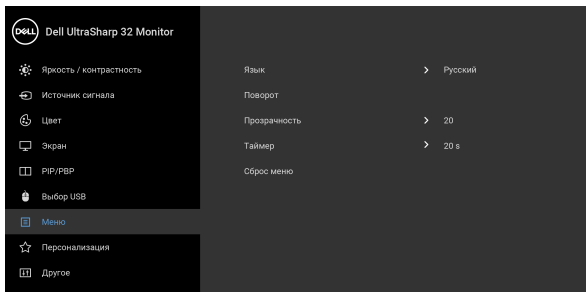 DELL Dell UltraSharp 32 Monitor
Яркость / контрастность
Источник сигнала
Цвет
Экран
PIP/PBP
Выбор USB
Меню
Персонализация
Другое
Язык > Русский
Поворот
Прозрачность > 20
Таймер > 20 s
Сброс меню